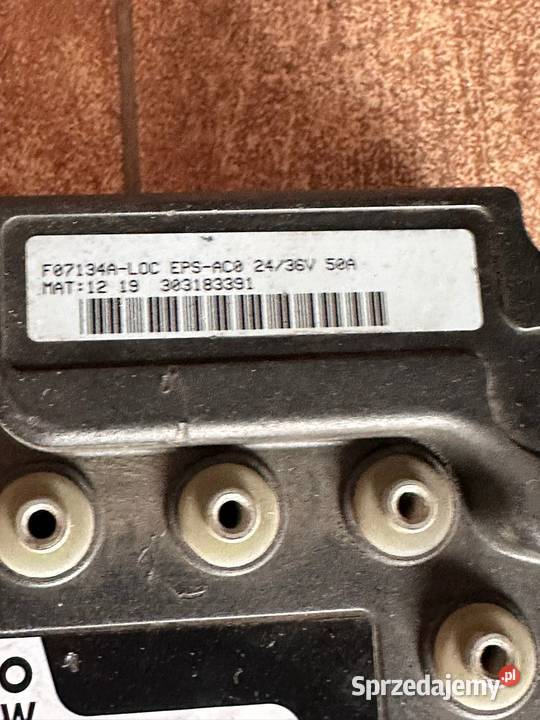 F07134A-LOC EPS-AC0 24/36V 50A
MAT:12 19 303183391
O
W
Sprzedajemy.pl